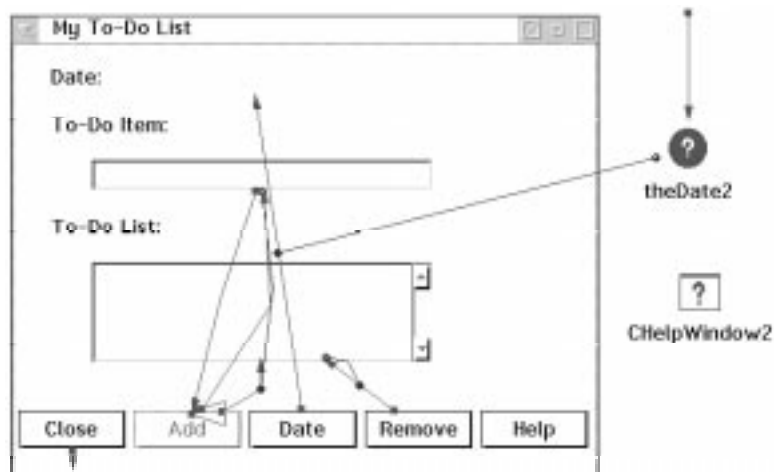 My To-Do List
Date:
To-Do Item:
?
theDate2
To-Do List:
?
CHelpWindow2
Close Add Date Remove Help